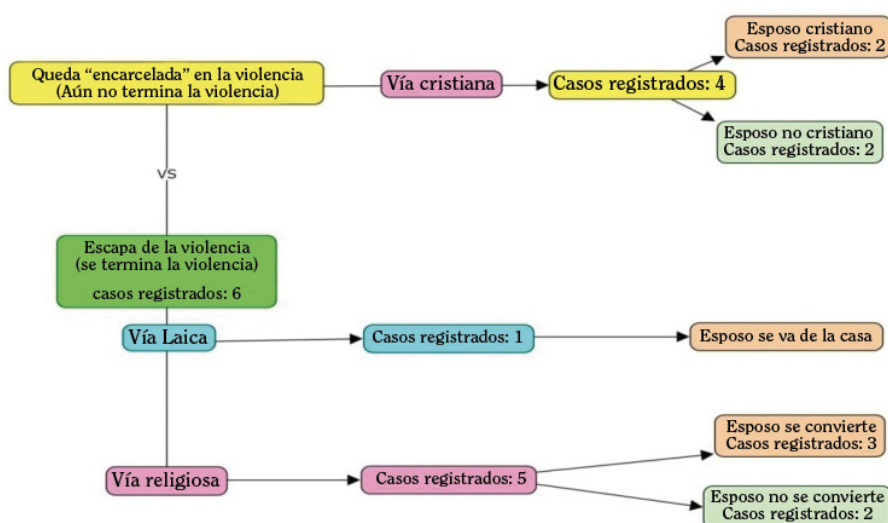 Queda “encarcelada” en la violencia
(Aún no termina la violencia)
Vía cristiana
Casos registrados: 4
Esposo cristiano
Casos registrados: 2
Esposo no cristiano
Casos registrados: 2
vs
Escapa de la violencia
(se termina la violencia)
casos registrados: 6
Vía Laica
Casos registrados: 1
Esposo se va de la casa
Vía religiosa
Casos registrados: 5
Esposo se convierte
Casos registrados: 3
Esposo no se convierte
Casos registrados: 2